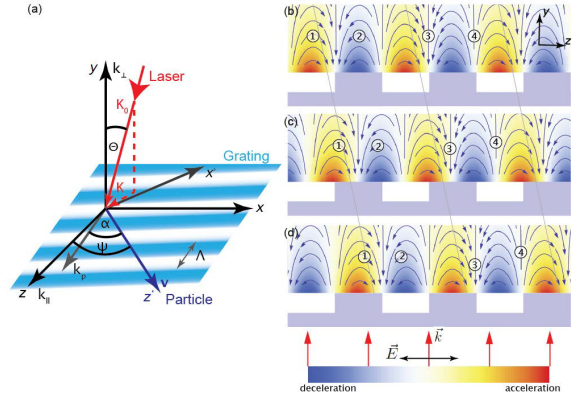 (a)
y
k⊥
Laser
K0
Θ
Grating
K
x'
x
α
Ψ
Λ
kp
v
z
k||
z'
Particle
(b)
1
2
3
4
y
z
(c)
1
2
3
4
(d)
1
2
3
4
k
E
deceleration
acceleration